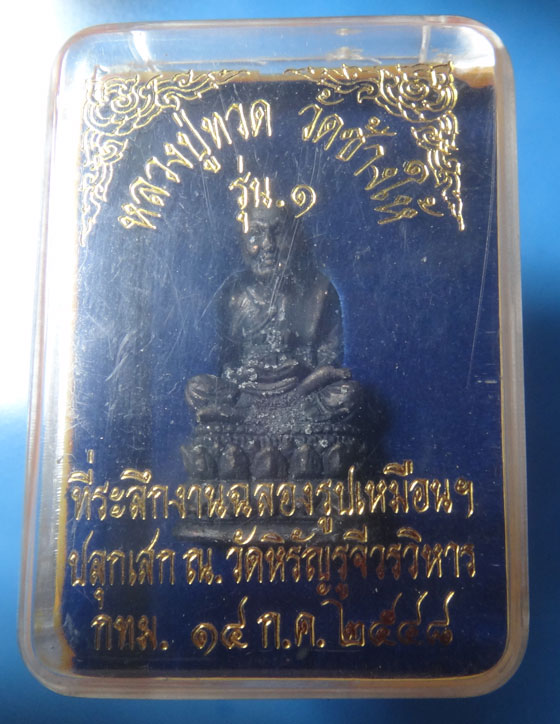 หลวงปู่ทวด วัดช้างให้
รุ่น.๑
ที่ระลึกงานฉลองรูปเหมือนฯ
ปลุกเสก ณ. วัดหิรัญรูจีวรวิหาร
กทม. ๑๔ ก.ค. ๒๕๔๘